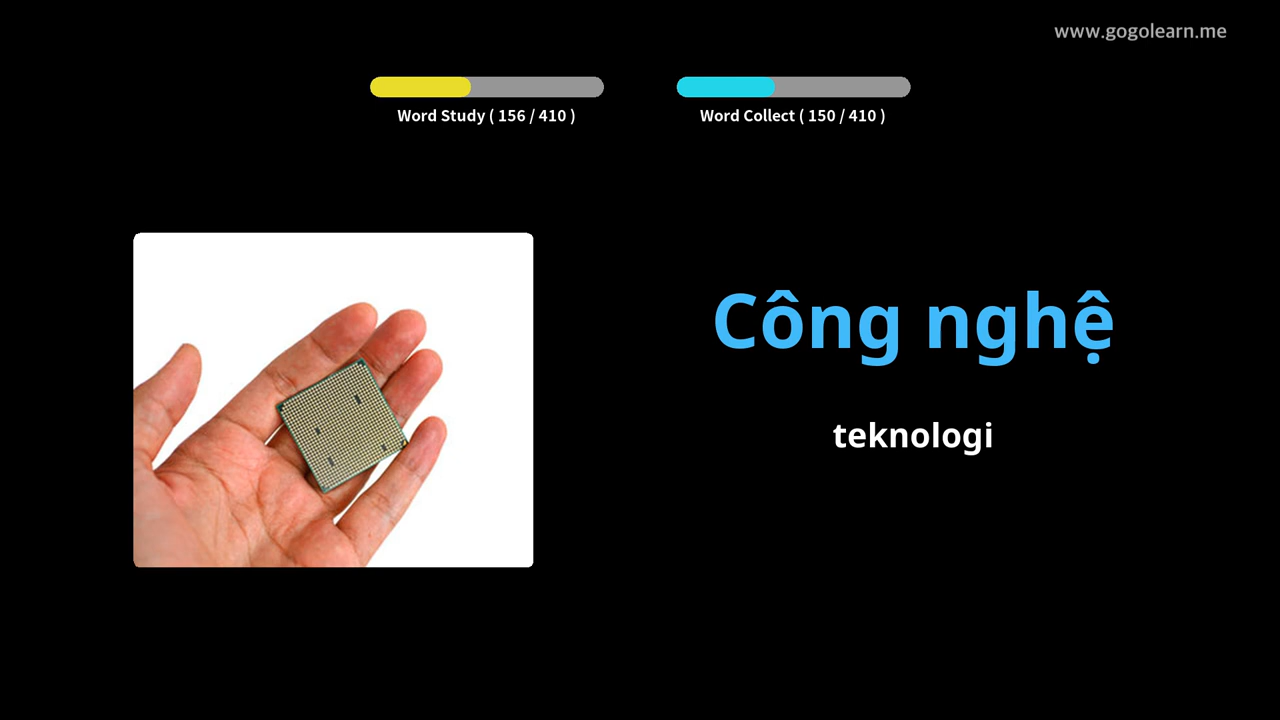 www.gogolearn.me
Word Study ( 156 / 410 )
Word Collect ( 150 / 410 )
Công nghệ
teknologi